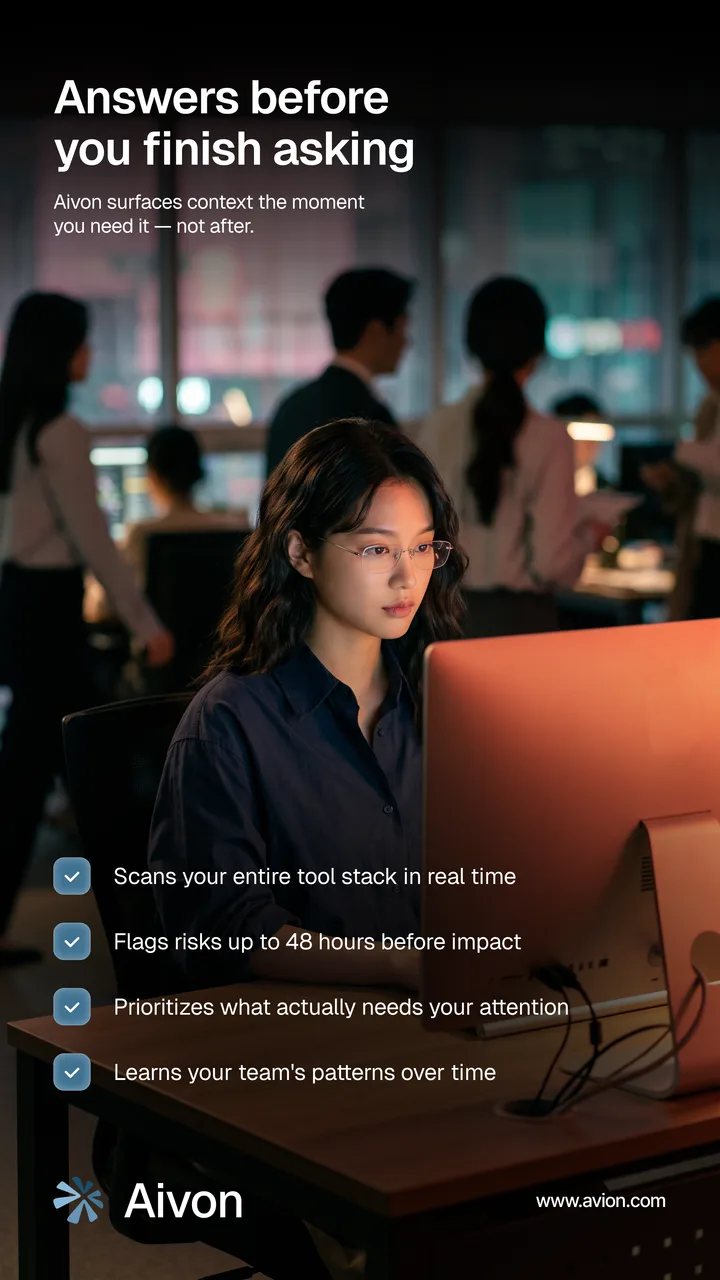 Answers before
you finish asking
Aivon surfaces context the moment
you need it — not after.
Scans your entire tool stack in real time
Flags risks up to 48 hours before impact
Prioritizes what actually needs your attention
Learns your team's patterns over time
Aivon
www.avion.com